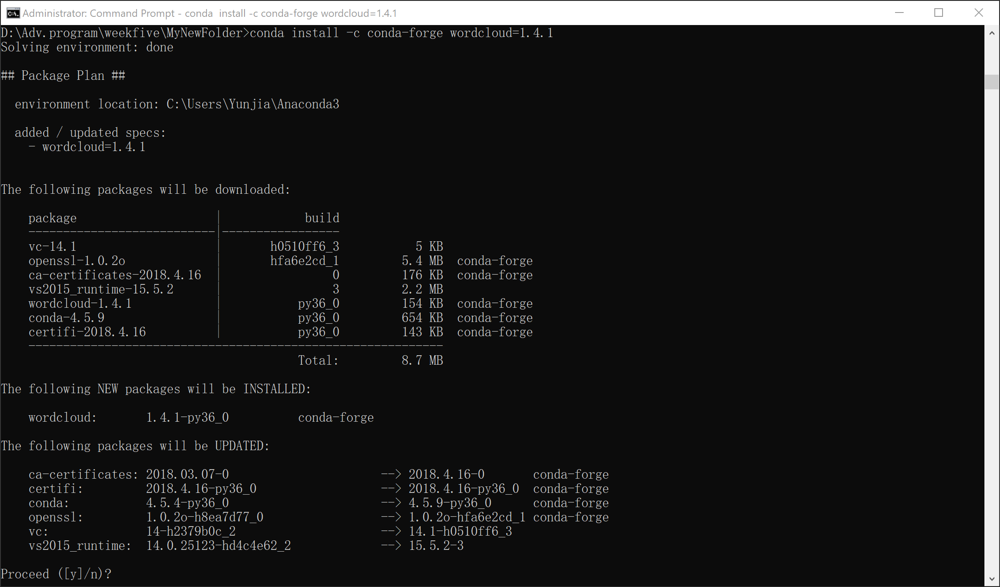 Administrator: Command Prompt - conda  install -c conda-forge wordcloud=1.4.1
D:\Adv.program\weekfive\MyNewFolder>conda install -c conda-forge wordcloud=1.4.1
Solving environment: done
## Package Plan ##
  environment location: C:\Users\Yunjia\Anaconda3
  added / updated specs:
    - wordcloud=1.4.1
The following packages will be downloaded:
    package                    |            build
    ---------------------------|-----------------
    vc-14.1                    |       h0510ff6_3           5 KB
    openssl-1.0.2o             |       hfa6e2cd_1         5.4 MB  conda-forge
    ca-certificates-2018.4.16  |                0         176 KB  conda-forge
    vs2015_runtime-15.5.2      |                3         2.2 MB
    wordcloud-1.4.1            |           py36_0         154 KB  conda-forge
    conda-4.5.9                |           py36_0         654 KB  conda-forge
    certifi-2018.4.16          |           py36_0         143 KB  conda-forge
    ------------------------------------------------------------
                                           Total:         8.7 MB
The following NEW packages will be INSTALLED:
    wordcloud:       1.4.1-py36_0          conda-forge
The following packages will be UPDATED:
    ca-certificates: 2018.03.07-0                      --> 2018.4.16-0       conda-forge
    certifi:         2018.4.16-py36_0                  --> 2018.4.16-py36_0  conda-forge
    conda:           4.5.4-py36_0                      --> 4.5.9-py36_0      conda-forge
    openssl:         1.0.2o-h8ea7d77_0                 --> 1.0.2o-hfa6e2cd_1 conda-forge
    vc:              14-h2379b0c_2                     --> 14.1-h0510ff6_3
    vs2015_runtime:  14.0.25123-hd4c4e62_2             --> 15.5.2-3
Proceed ([y]/n)?